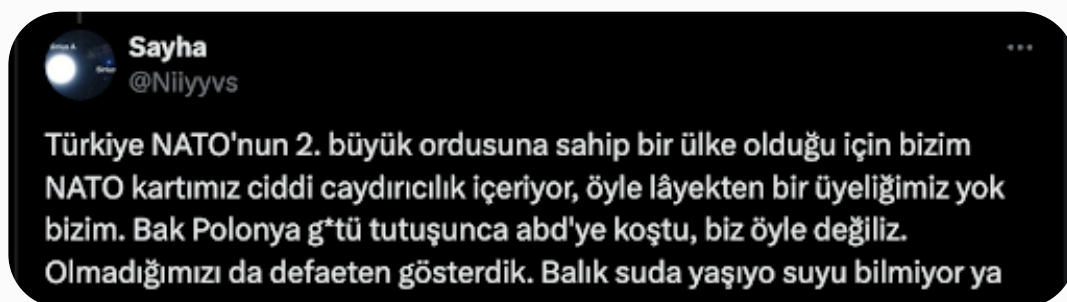 Sayha
@Niiyyvs
Türkiye NATO'nun 2. büyük ordusuna sahip bir ülke olduğu için bizim
NATO kartımız ciddi caydırıcılık içeriyor, öyle lâyekten bir üyeliğimiz yok
bizim. Bak Polonya g*tü tutuşunca abd'ye koştu, biz öyle değiliz.
Olmadığımızı da defaeten gösterdik. Balık suda yaşıyo suyu bilmiyor ya